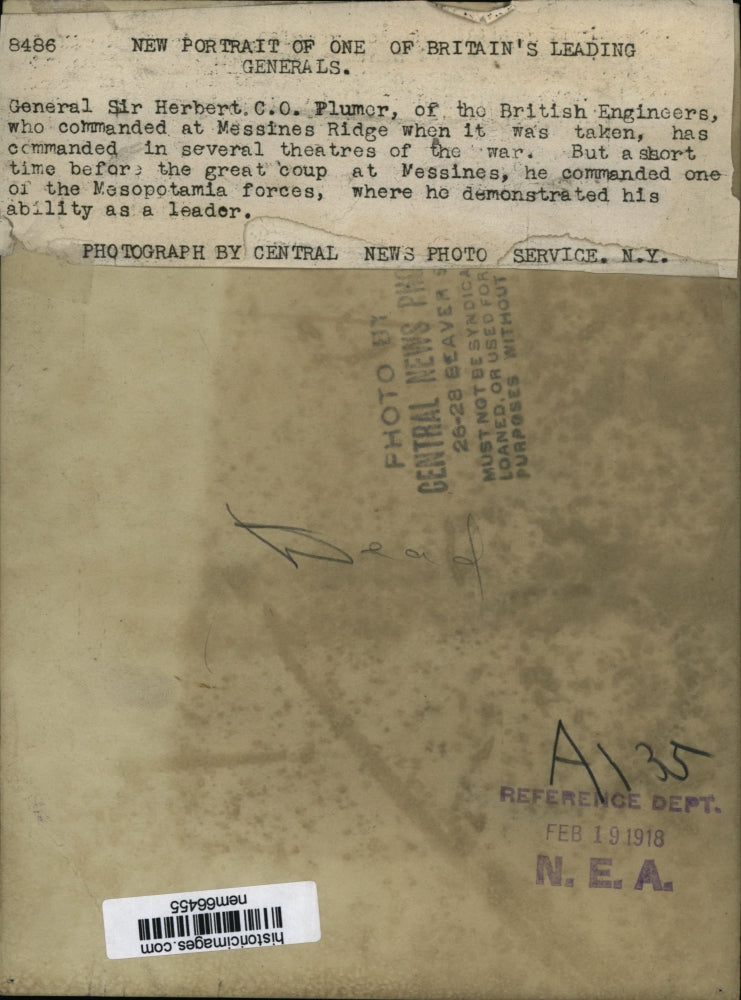 8486 NEW PORTRAIT OF ONE OF BRITAIN'S LEADING
GENERALS.
General Sir Herbert C.O. Plumer, of the British Engineers,
who commanded at Messines Ridge when it was taken, has
commanded in several theatres of the war. But a short
time before the great coup at Messines, he commanded one
of the Mesopotamia forces, where he demonstrated his
ability as a leader.
PHOTOGRAPH BY CENTRAL NEWS PHOTO SERVICE. N.Y.
PHOTO BY
CENTRAL NEWS PHO
26-28 BEAVER S
MUST NOT BE SYNDICA
LOANED, OR USED FOR
PURPOSES WITHOUT
Dead
A135
REFERENCE DEPT.
FEB 19 1918
N. E. A.
historicimages.com
nem66455